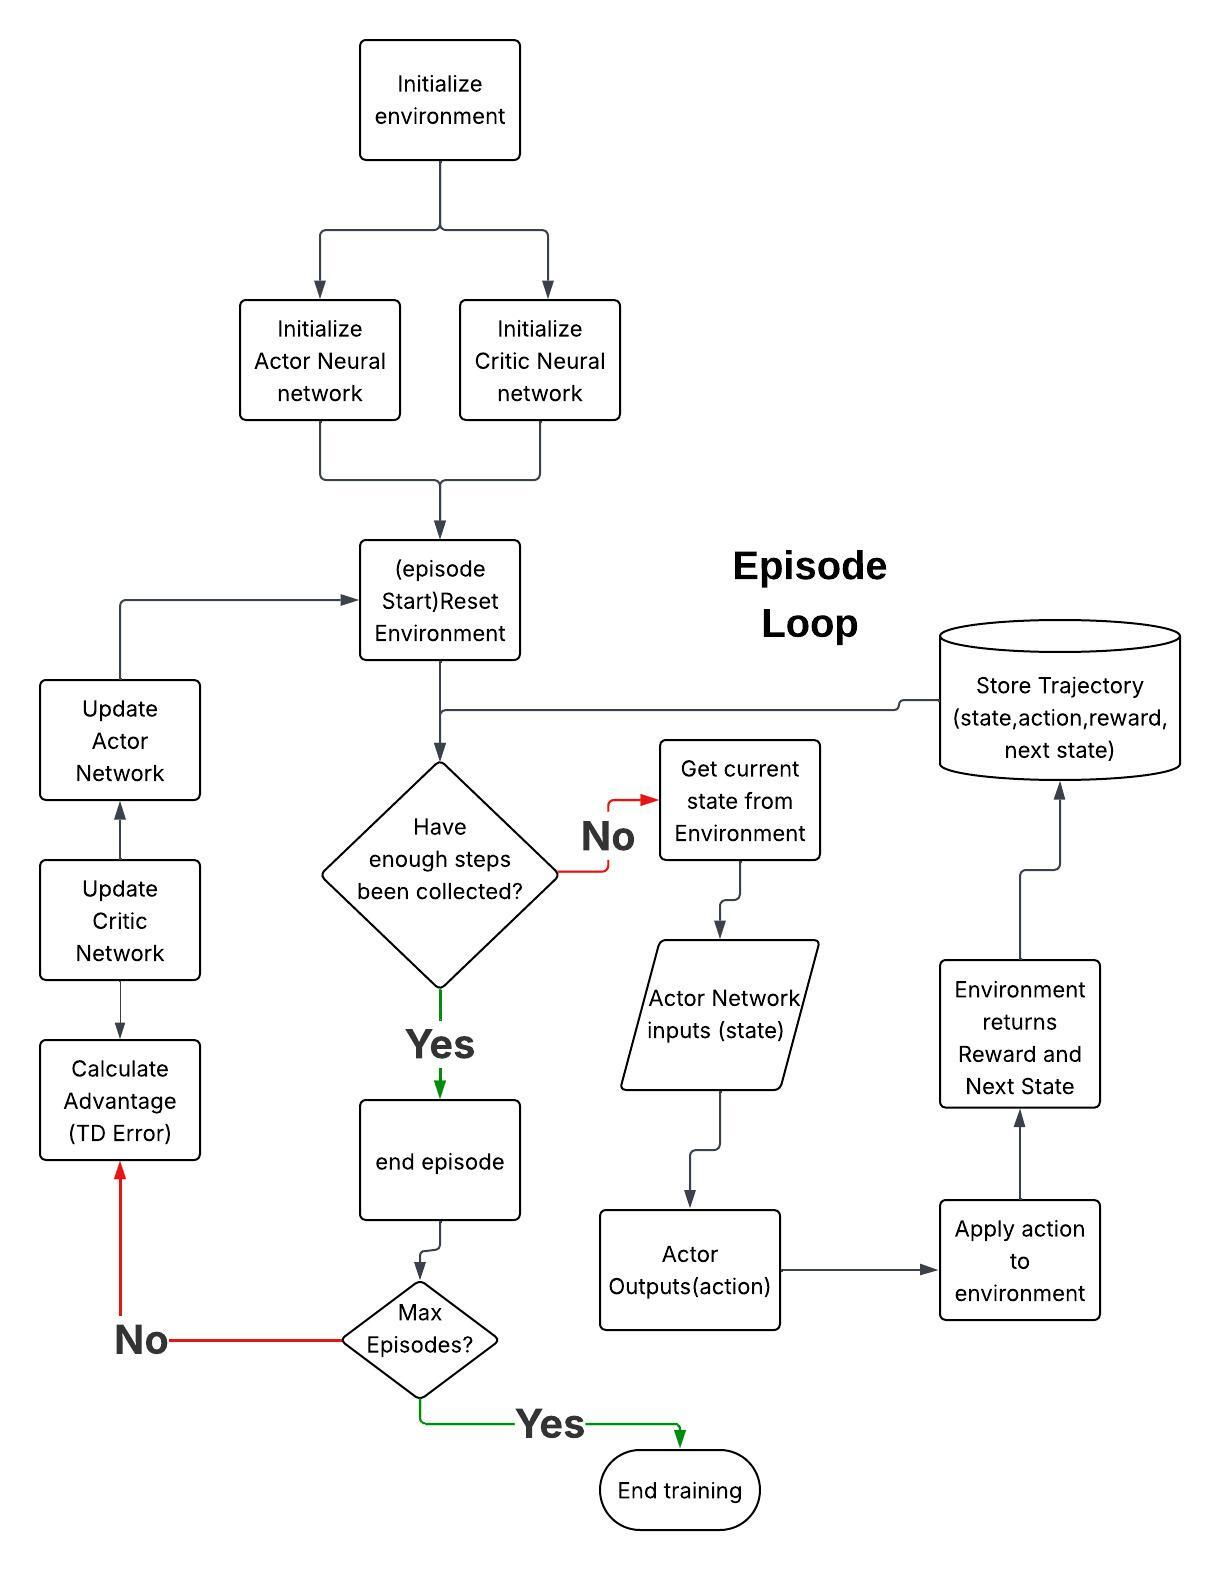 Initialize
environment
Initialize
Actor Neural
network
Initialize
Critic Neural
network
(episode
Start)Reset
Environment
Episode
Loop
Store Trajectory
(state,action,reward,
next state)
Update
Actor
Network
Get current
state from
Environment
Have
enough steps
been collected?
No
Update
Critic
Network
Actor Network
inputs (state)
Environment
returns
Reward and
Next State
Yes
Calculate
Advantage
(TD Error)
end episode
Actor
Outputs(action)
Apply action
to
environment
Max
Episodes?
No
Yes
End training